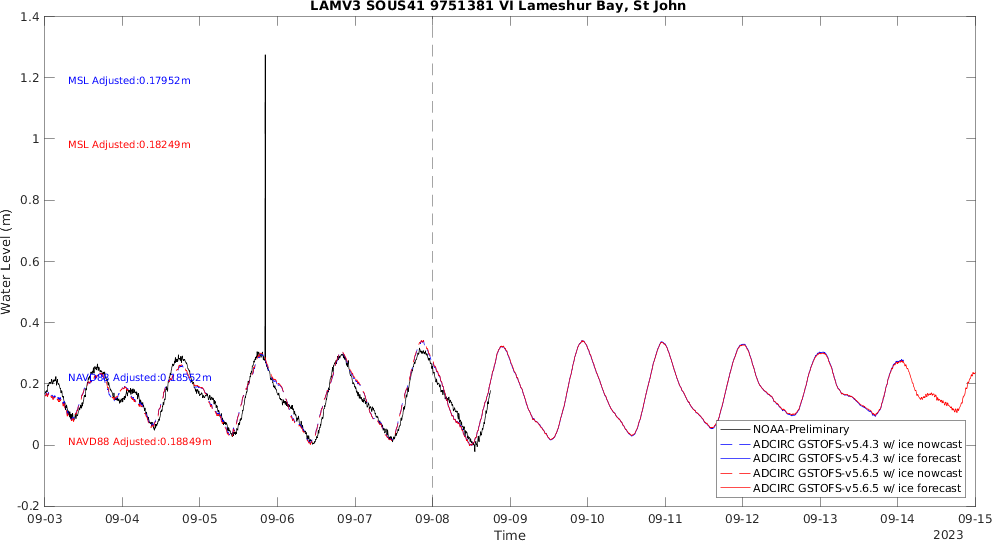 LAMV3 SOUS41 9751381 VI Lameshur Bay, St John
1.4
1.2
1
0.8
0.6
0.4
0.2
0
-0.2
Water Level (m)
MSL Adjusted:0.17952m
MSL Adjusted:0.18249m
NAVD88 Adjusted:0.18552m
NAVD88 Adjusted:0.18849m
NOAA-Preliminary
ADCIRC GSTOFS-v5.4.3 w/ ice nowcast
ADCIRC GSTOFS-v5.4.3 w/ ice forecast
ADCIRC GSTOFS-v5.6.5 w/ ice nowcast
ADCIRC GSTOFS-v5.6.5 w/ ice forecast
09-03 09-04 09-05 09-06 09-07 09-08 09-09 09-10 09-11 09-12 09-13 09-14 09-15
Time
2023